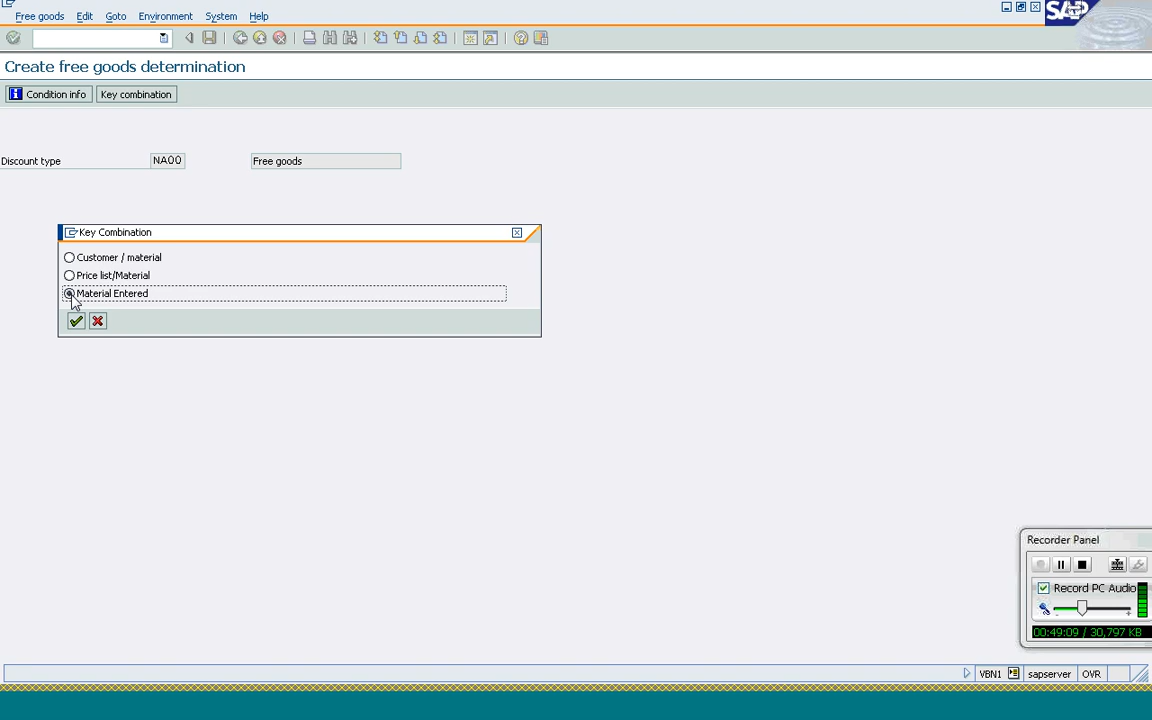 Free goods Edit Goto Environment System Help
SAP
Create free goods determination
Condition info Key combination
Discount type NA00 Free goods
Key Combination
Customer / material
Price list/Material
Material Entered
Recorder Panel
Record PC Audio
00:49:09 / 30,797 KB
VBN1 sapserver OVR